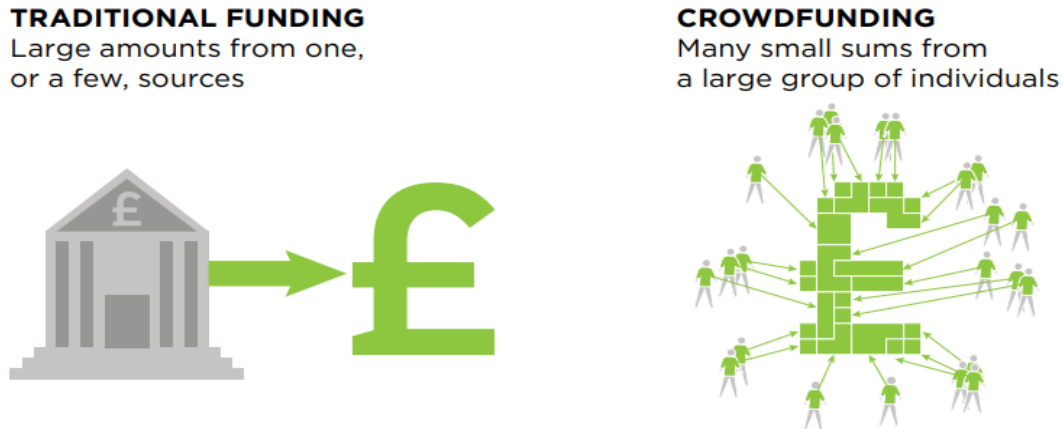 TRADITIONAL FUNDING
Large amounts from one,
or a few, sources
£
£
CROWDFUNDING
Many small sums from
a large group of individuals
£